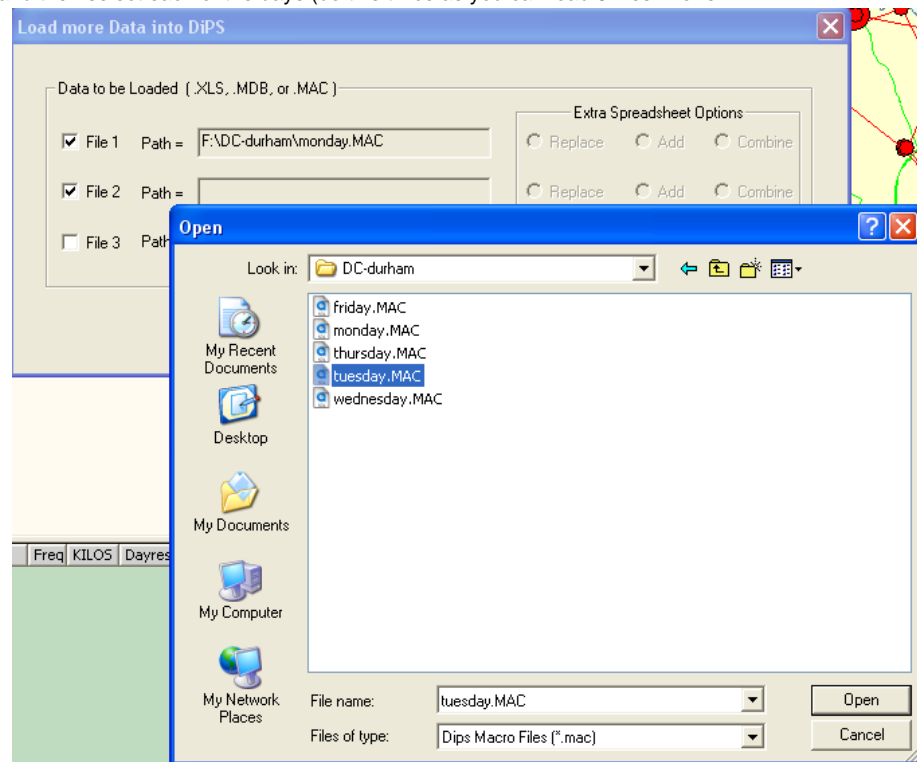 Load more Data into DiPS
Data to be Loaded ( .XLS, .MDB, or .MAC )
Extra Spreadsheet Options
File 1 Path = F:\DC-durham\monday.MAC Replace Add Combine
File 2 Path = Replace Add Combine
File 3 Path
Open
Look in: DC-durham
friday.MAC
monday.MAC
thursday.MAC
tuesday.MAC
wednesday.MAC
My Recent
Documents
Desktop
My Documents
Freq KILOS Dayres
My Computer
My Network
Places
File name: tuesday.MAC Open
Files of type: Dips Macro Files (*.mac) Cancel